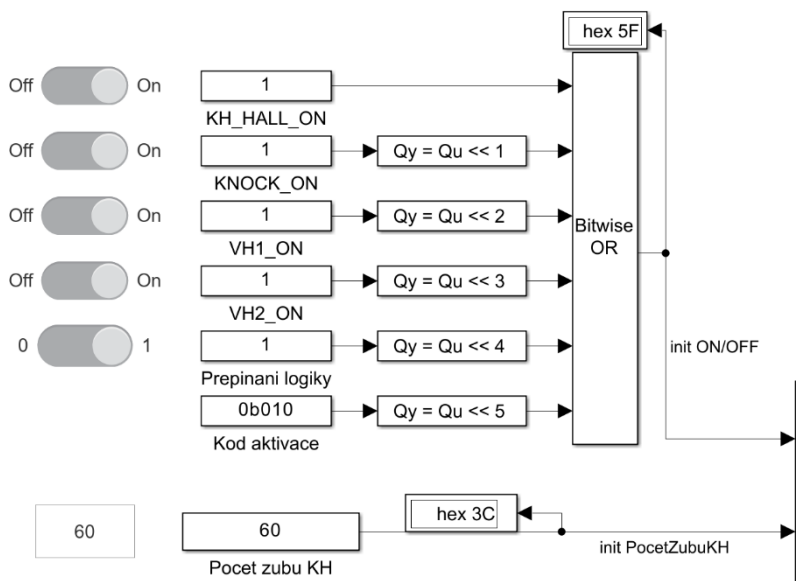 hex 5F
Off On 1
KH_HALL_ON
Off On 1 Qy = Qu << 1
KNOCK_ON
Off On 1 Qy = Qu << 2
Bitwise
OR
VH1_ON
Off On 1 Qy = Qu << 3
VH2_ON
0 1 1 Qy = Qu << 4
init ON/OFF
Prepinani logiky
0b010 Qy = Qu << 5
Kod aktivace
hex 3C
60 60
init PocetZubuKH
Pocet zubu KH